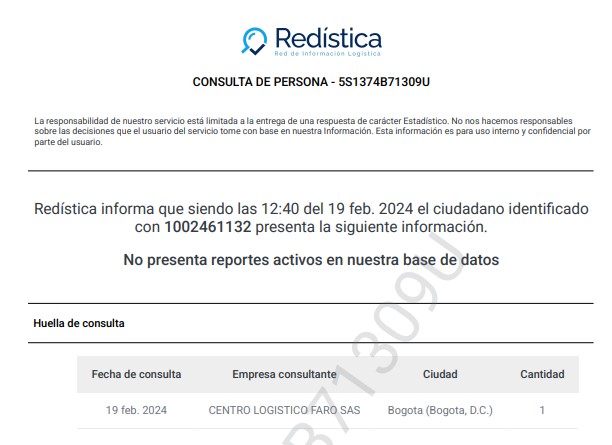 Redística
Red de Información Logística
CONSULTA DE PERSONA - 5S1374B71309U
La responsabilidad de nuestro servicio está limitada a la entrega de una respuesta de carácter Estadístico. No nos hacemos responsables
sobre las decisiones que el usuario del servicio tome con base en nuestra Información. Esta información es para uso interno y confidencial por
parte del usuario.
Redística informa que siendo las 12:40 del 19 feb. 2024 el ciudadano identificado
con 1002461132 presenta la siguiente información.
No presenta reportes activos en nuestra base de datos
Huella de consulta
Fecha de consulta Empresa consultante Ciudad Cantidad
19 feb. 2024 CENTRO LOGISTICO FARO SAS Bogota (Bogota, D.C.) 1
B71309U